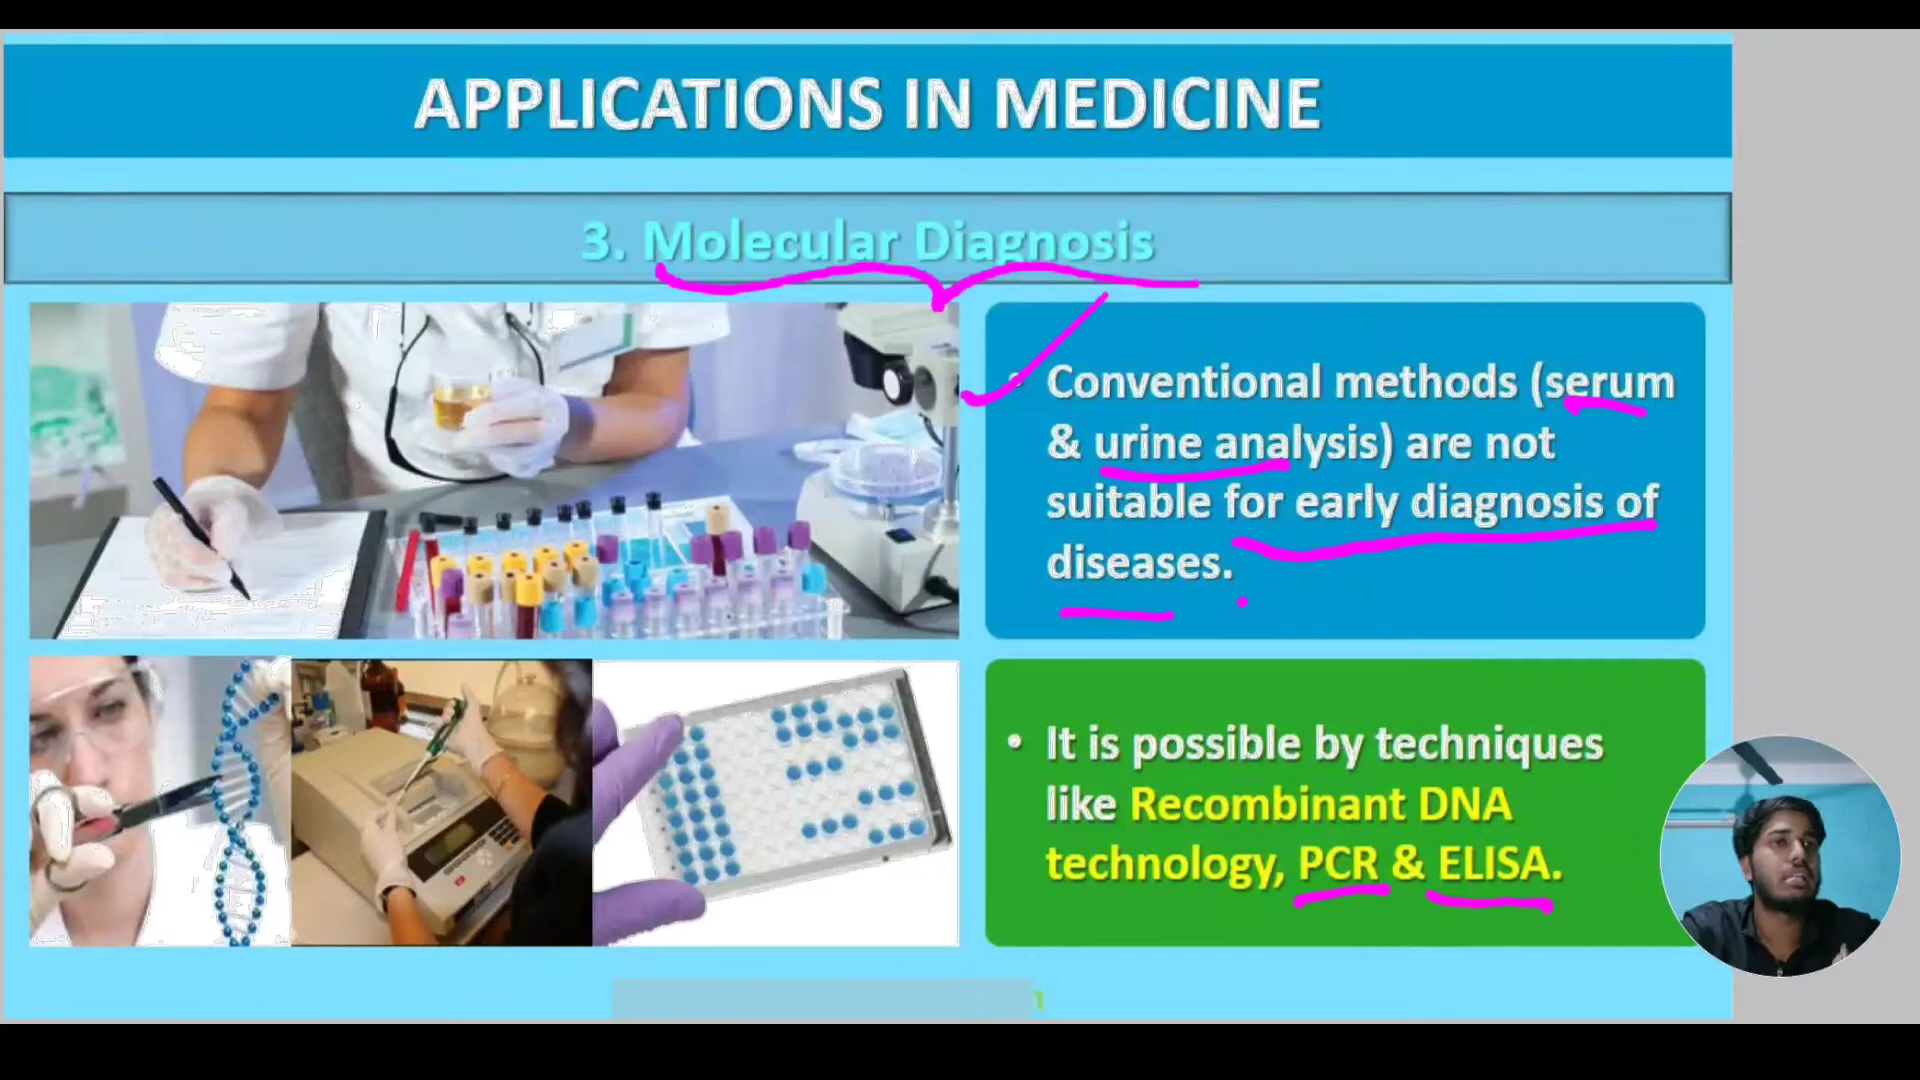 APPLICATIONS IN MEDICINE
3. Molecular Diagnosis
• Conventional methods (serum
& urine analysis) are not
suitable for early diagnosis of
diseases.
• It is possible by techniques
like Recombinant DNA
technology, PCR & ELISA.